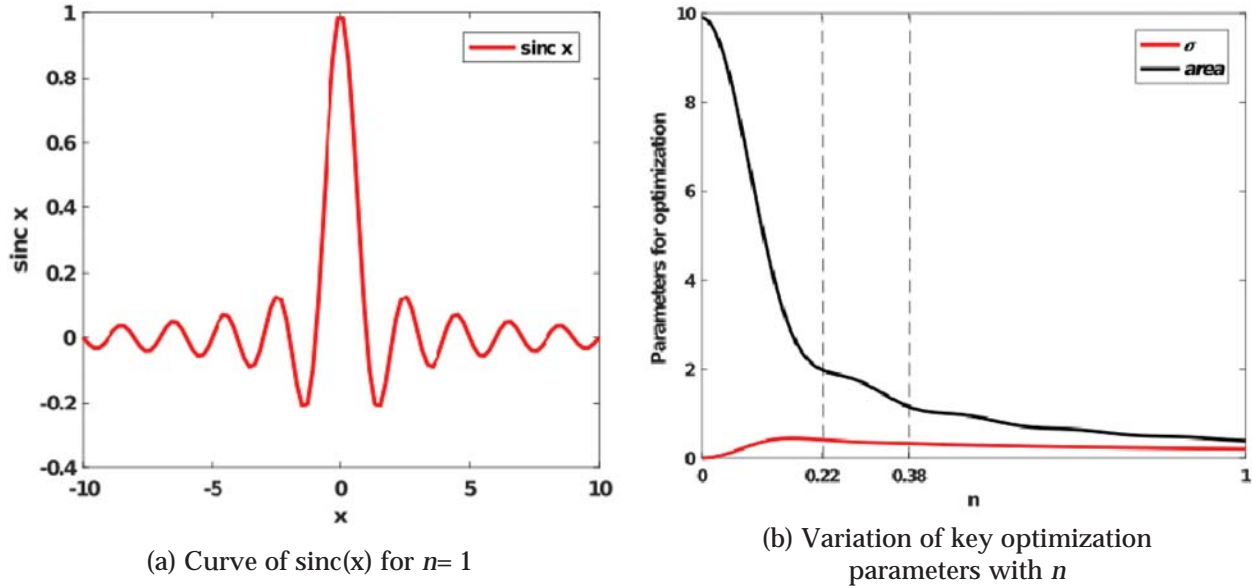 1
0.8
0.6
0.4
0.2
0
-0.2
-0.4
-10
-5
0
5
10
sinc x
x
sinc x
(a) Curve of sinc(x) for n= 1
10
8
6
4
2
0
0
0.22
0.38
1
Parameters for optimization
n
σ
area
(b) Variation of key optimization
parameters with n